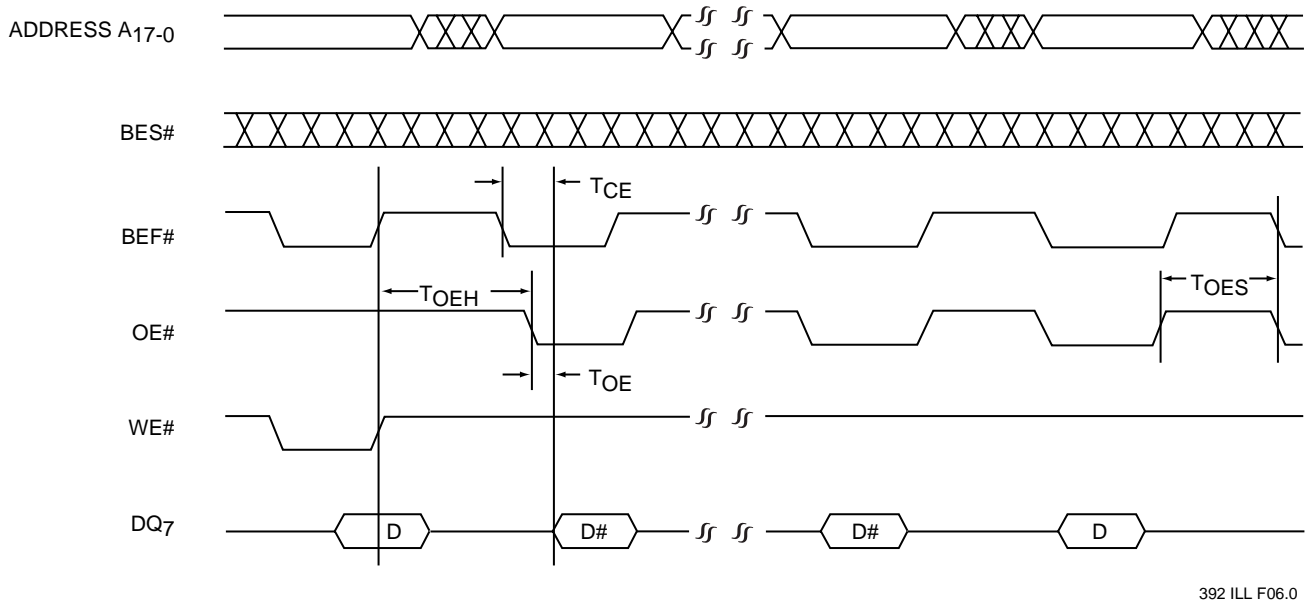 ADDRESS A17-0
BES#
TCE
BEF#
TOEH
TOES
OE#
TOE
WE#
DQ7
D
D#
D#
D
392 ILL F06.0